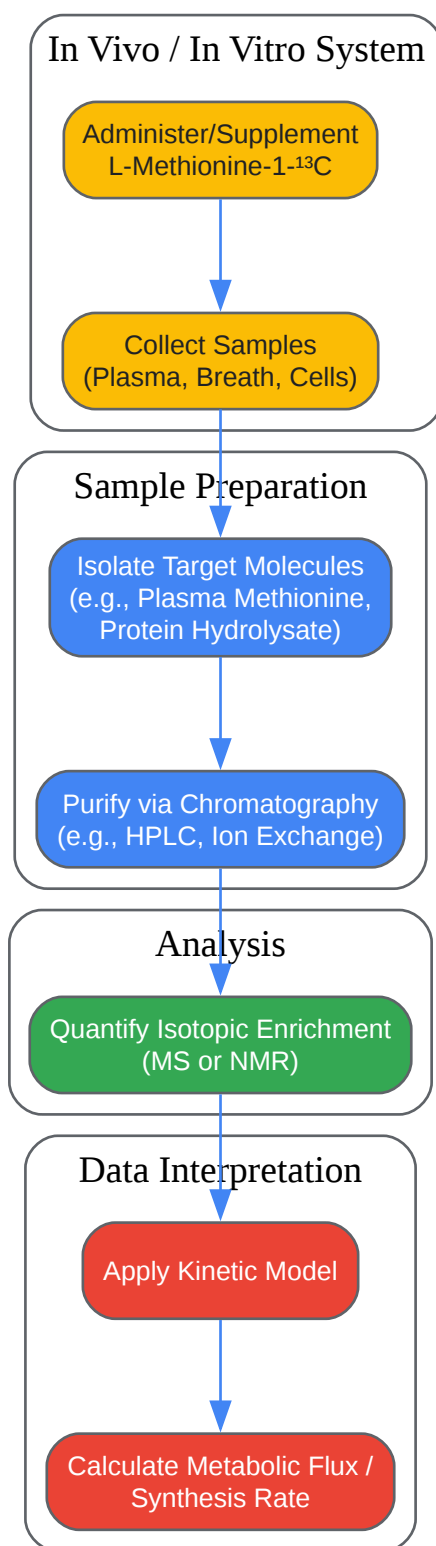 In Vivo / In Vitro System
Administer/Supplement
L-Methionine-1-¹³C
Collect Samples
(Plasma, Breath, Cells)
Sample Preparation
Isolate Target Molecules
(e.g., Plasma Methionine,
Protein Hydrolysate)
Purify via Chromatography
(e.g., HPLC, Ion Exchange)
Analysis
Quantify Isotopic Enrichment
(MS or NMR)
Data Interpretation
Apply Kinetic Model
Calculate Metabolic Flux /
Synthesis Rate